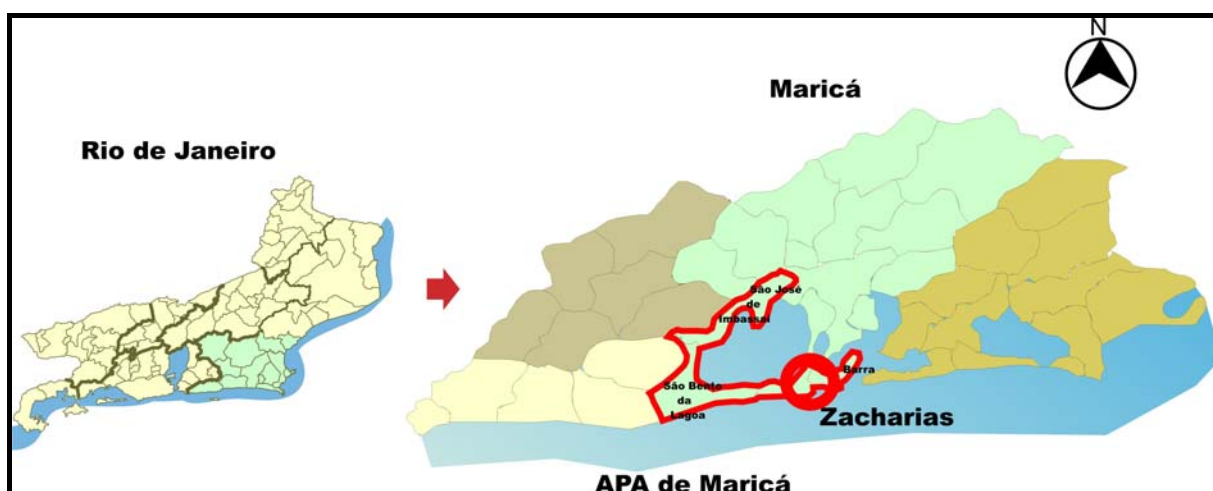 N
Maricá
Rio de Janeiro
São José
de
Imbassaí
Barra
São Bento
da
Lagoa
Zacharias
APA de Maricá